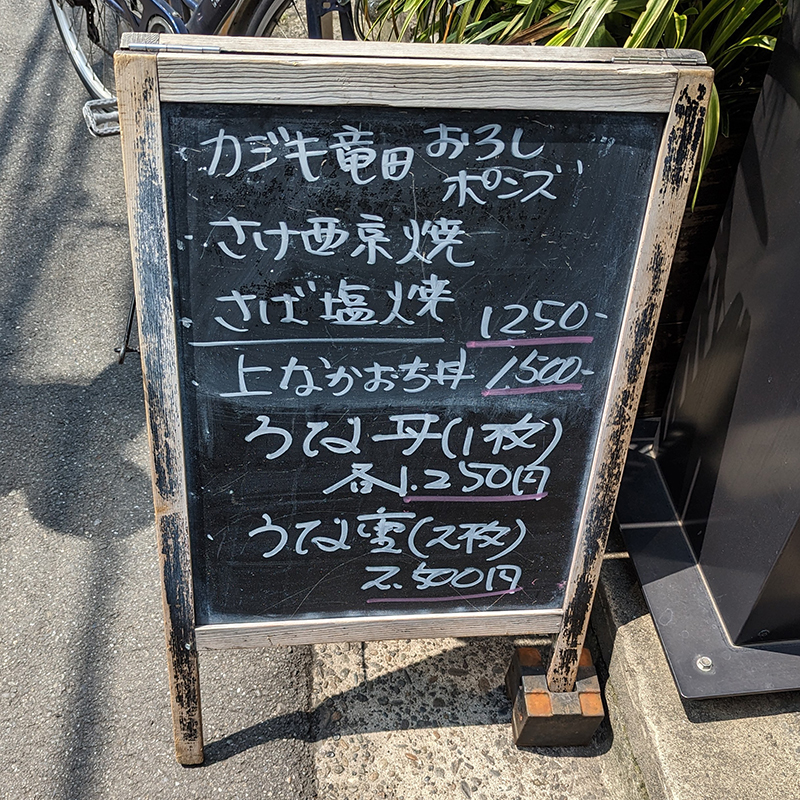 カジキ竜田 おろし
ポンズ
さけ西京焼
さば塩焼 1250-
上なかおち丼 1,500-
うな丼(1枚)
各1.250円
うな重(2枚)
2.500円